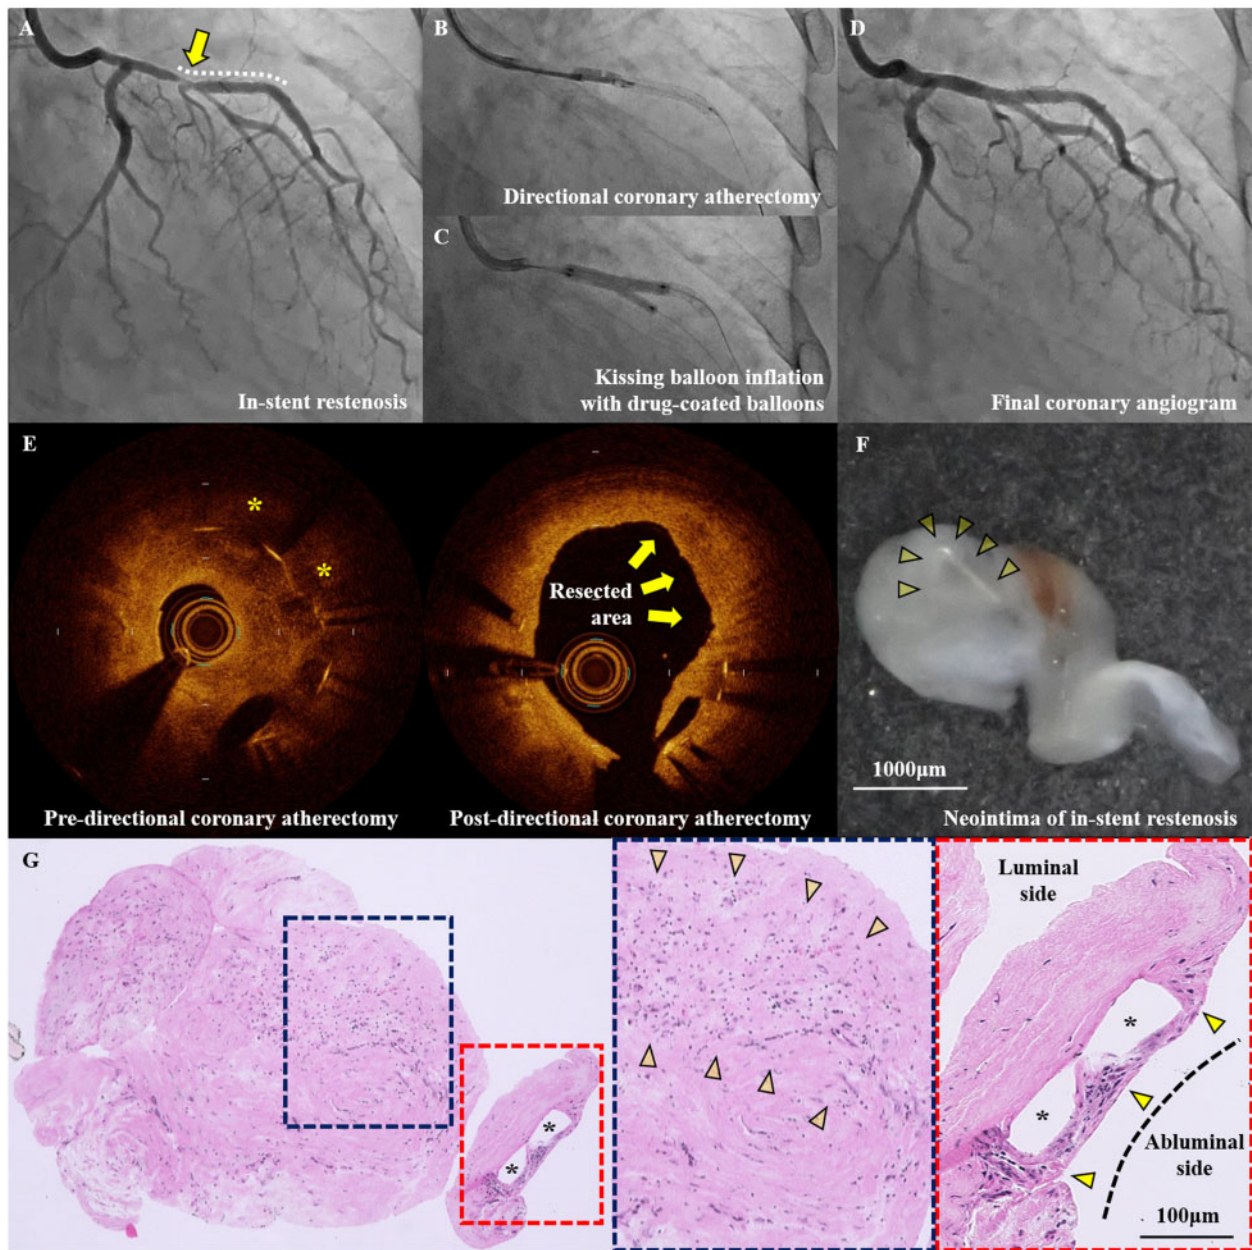 A
In-stent restenosis
B
Directional coronary atherectomy
C
Kissing balloon inflation
with drug-coated balloons
D
Final coronary angiogram
E
*
*
Pre-directional coronary atherectomy
Resected
area
Post-directional coronary atherectomy
F
1000μm
Neointima of in-stent restenosis
G
*
*
Luminal
side
*
*
Abluminal
side
100μm